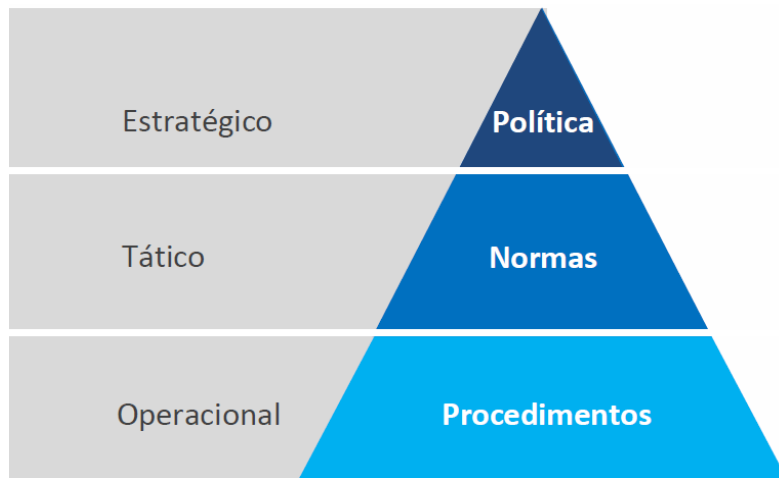 Estratégico Política
Tático Normas
Operacional Procedimentos